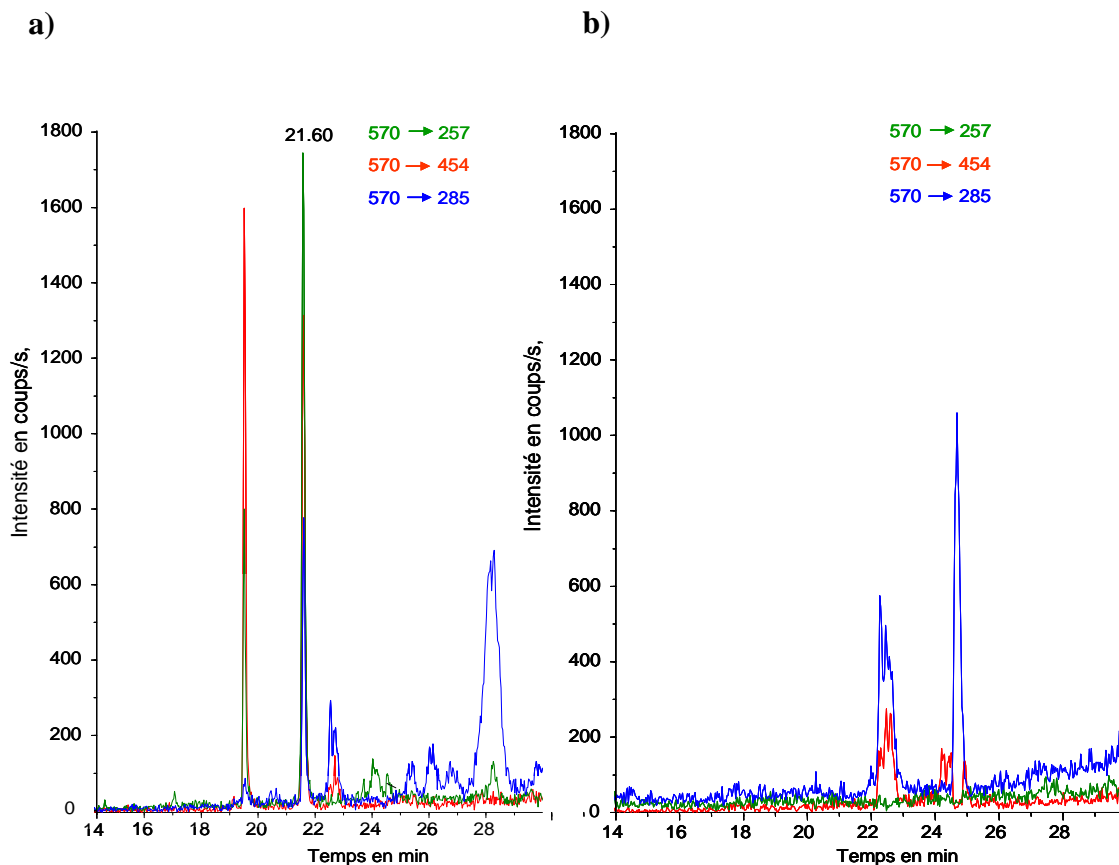 a)
b)
21.60
570 → 257
570 → 454
570 → 285
570 → 257
570 → 454
570 → 285
Intensité en coups/s,
1800
1600
1400
1200
1000
800
600
400
200
0
14 16 18 20 22 24 26 28
Temps en min
Intensité en coups/s,
1800
1600
1400
1200
1000
800
600
400
200
0
14 16 18 20 22 24 26 28
Temps en min